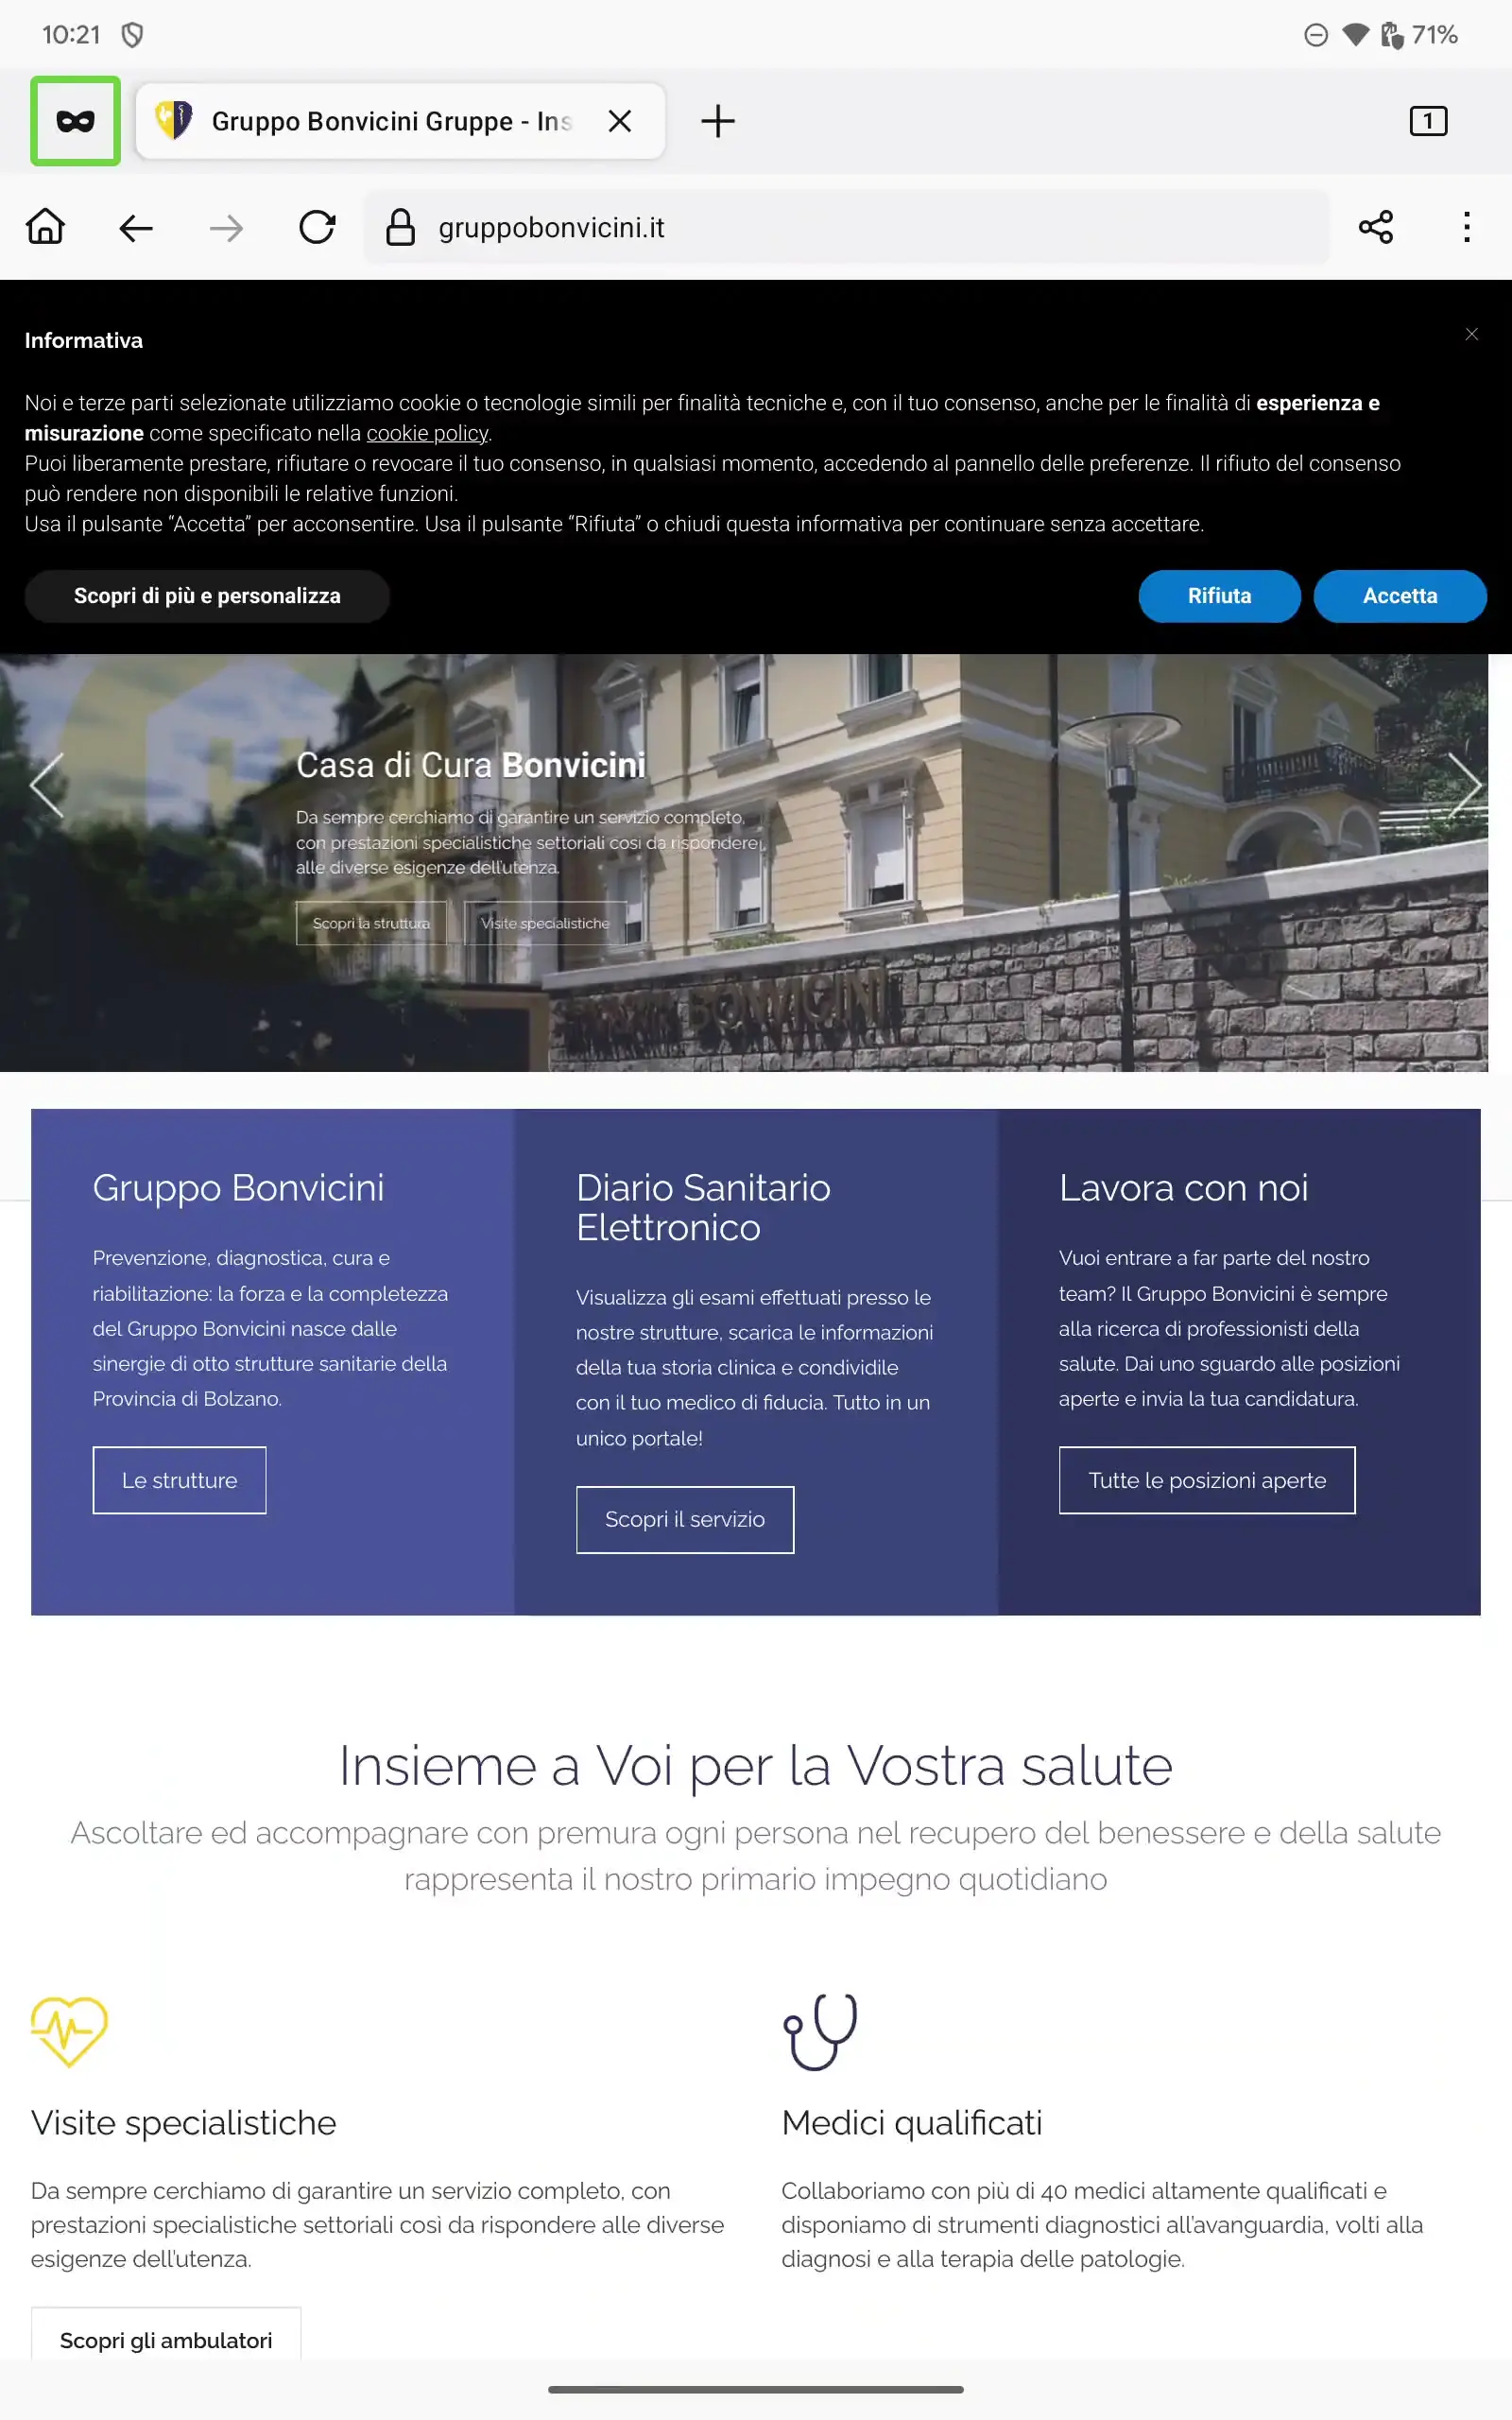 10:21
71%
Gruppo Bonvicini Gruppe - Ins
1
gruppobonvicini.it
Informativa
Noi e terze parti selezionate utilizziamo cookie o tecnologie simili per finalità tecniche e, con il tuo consenso, anche per le finalità di esperienza e
misurazione come specificato nella cookie policy.
Puoi liberamente prestare, rifiutare o revocare il tuo consenso, in qualsiasi momento, accedendo al pannello delle preferenze. Il rifiuto del consenso
può rendere non disponibili le relative funzioni.
Usa il pulsante “Accetta” per acconsentire. Usa il pulsante “Rifiuta” o chiudi questa informativa per continuare senza accettare.
Scopri di più e personalizza
Rifiuta
Accetta
Casa di Cura Bonvicini
Da sempre cerchiamo di garantire un servizio completo,
con prestazioni specialistiche settoriali così da rispondere
alle diverse esigenze dell'utenza.
Scopri la struttura
Visite specialistiche
BONVICINI
Gruppo Bonvicini
Prevenzione, diagnostica, cura e
riabilitazione: la forza e la completezza
del Gruppo Bonvicini nasce dalle
sinergie di otto strutture sanitarie della
Provincia di Bolzano.
Le strutture
Diario Sanitario
Elettronico
Visualizza gli esami effettuati presso le
nostre strutture, scarica le informazioni
della tua storia clinica e condividile
con il tuo medico di fiducia. Tutto in un
unico portale!
Scopri il servizio
Lavora con noi
Vuoi entrare a far parte del nostro
team? Il Gruppo Bonvicini è sempre
alla ricerca di professionisti della
salute. Dai uno sguardo alle posizioni
aperte e invia la tua candidatura.
Tutte le posizioni aperte
Insieme a Voi per la Vostra salute
Ascoltare ed accompagnare con premura ogni persona nel recupero del benessere e della salute
rappresenta il nostro primario impegno quotidiano
Visite specialistiche
Da sempre cerchiamo di garantire un servizio completo, con
prestazioni specialistiche settoriali così da rispondere alle diverse
esigenze dell'utenza.
Scopri gli ambulatori
Medici qualificati
Collaboriamo con più di 40 medici altamente qualificati e
disponiamo di strumenti diagnostici all'avanguardia, volti alla
diagnosi e alla terapia delle patologie.